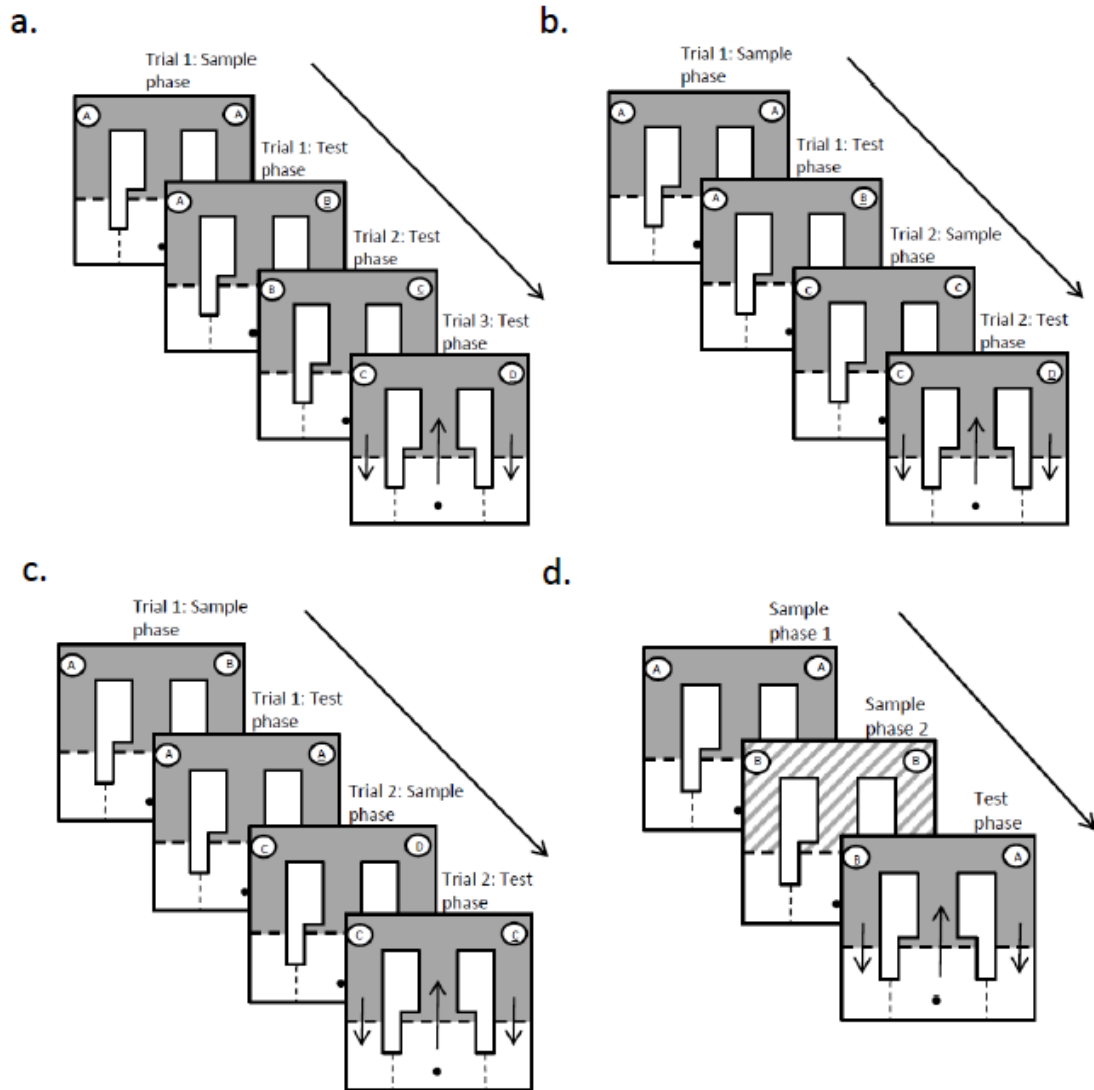 a.
Trial 1: Sample
phase
A A
Trial 1: Test
phase
A B
Trial 2: Test
phase
B C
Trial 3: Test
phase
C D
b.
Trial 1: Sample
phase
A A
Trial 1: Test
phase
A B
Trial 2: Sample
phase
C C
Trial 2: Test
phase
C D
c.
Trial 1: Sample
phase
A B
Trial 1: Test
phase
A A
Trial 2: Sample
phase
C D
Trial 2: Test
phase
C C
d.
Sample
phase 1
A A
Sample
phase 2
B B
Test
phase
B A